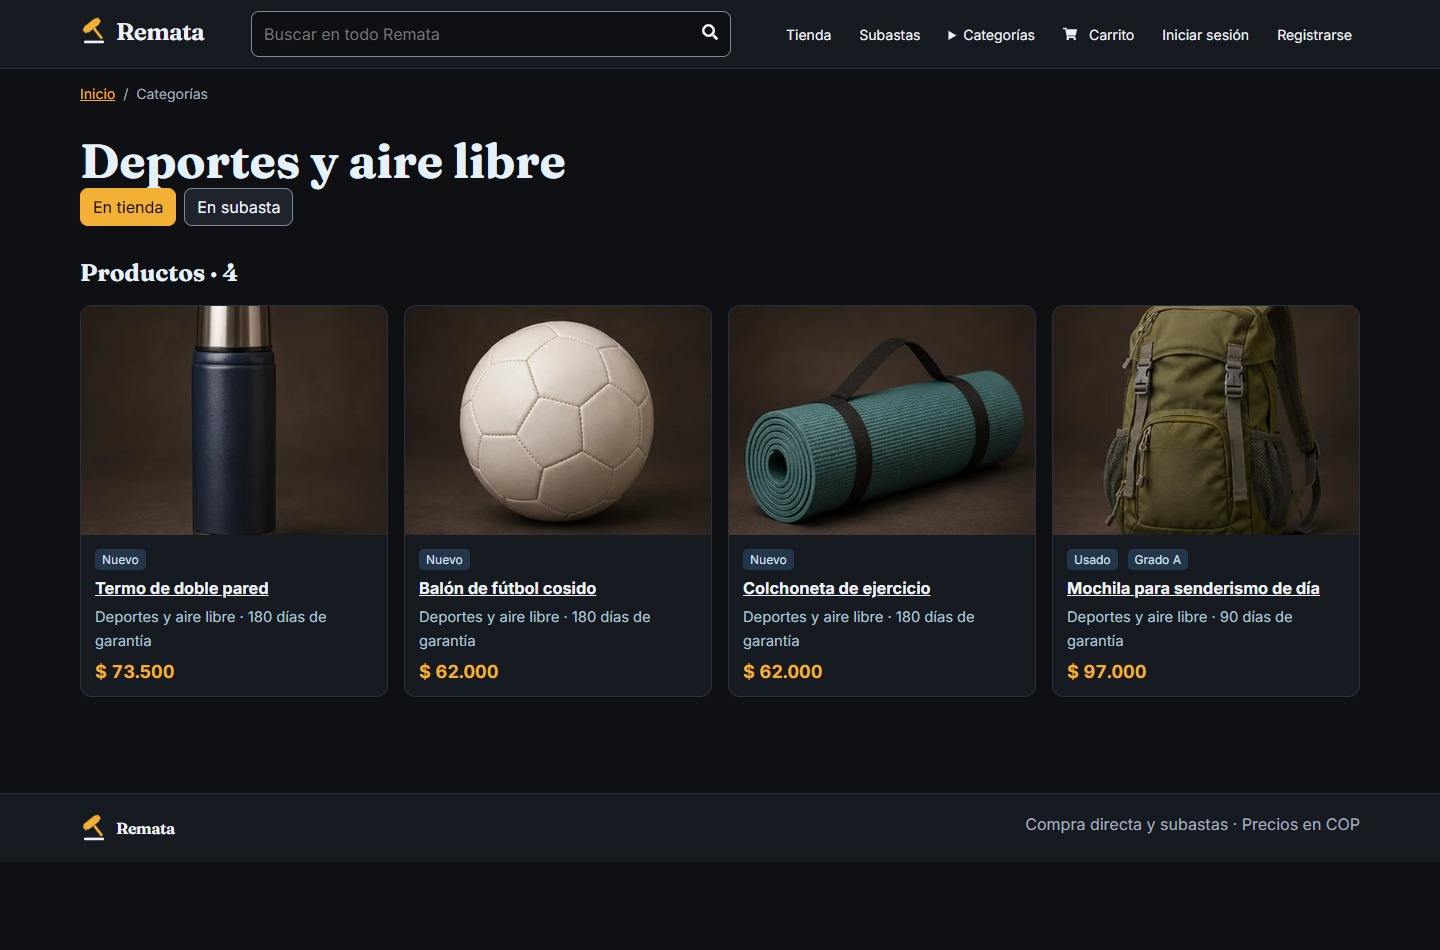 Remata
Buscar en todo Remata
Tienda
Subastas
Categorías
Carrito
Iniciar sesión
Registrarse
Inicio / Categorías
Deportes y aire libre
En tienda
En subasta
Productos · 4
Nuevo
Termo de doble pared
Deportes y aire libre · 180 días de
garantía
$ 73.500
Nuevo
Balón de fútbol cosido
Deportes y aire libre · 180 días de
garantía
$ 62.000
Nuevo
Colchoneta de ejercicio
Deportes y aire libre · 180 días de
garantía
$ 62.000
Usado Grado A
Mochila para senderismo de día
Deportes y aire libre · 90 días de
garantía
$ 97.000
Remata
Compra directa y subastas · Precios en COP